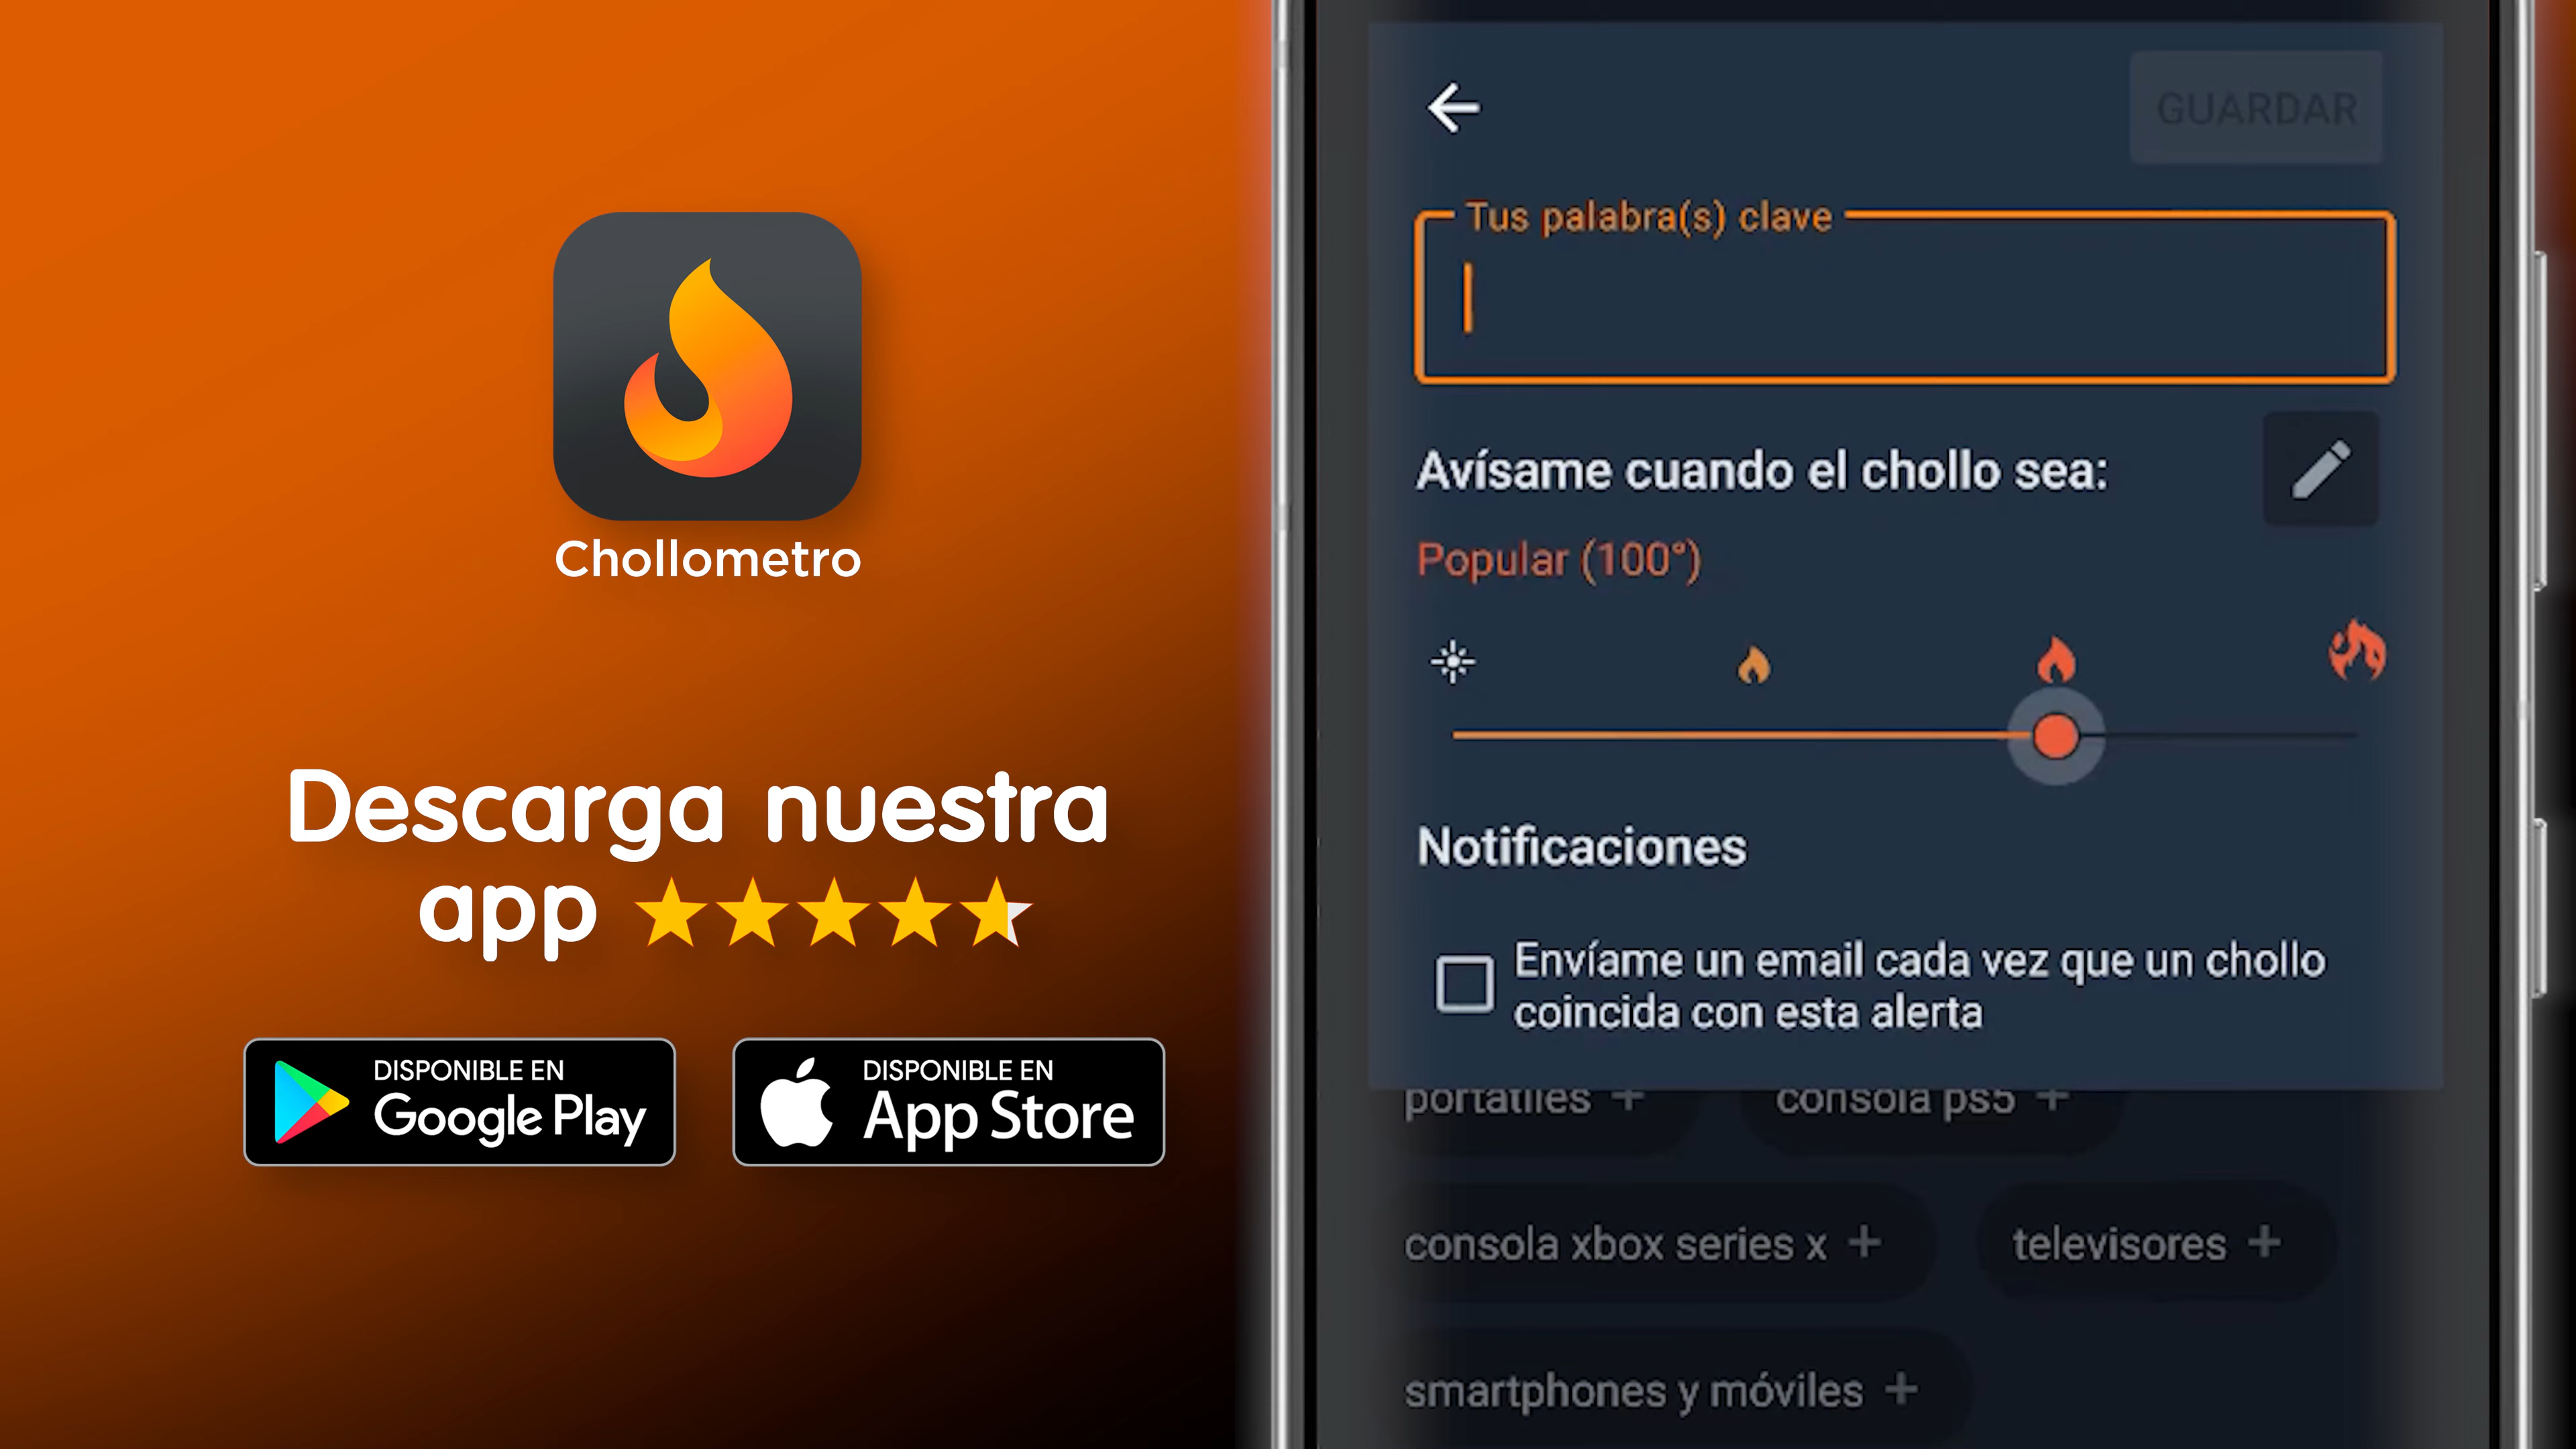 Chollometro
Descarga nuestra
app
DISPONIBLE EN
Google Play
DISPONIBLE EN
App Store
GUARDAR
Tus palabra(s) clave
Avísame cuando el chollo sea:
Popular (100°)
Notificaciones
Envíame un email cada vez que un chollo
coincida con esta alerta
portátiles +
consola ps5 +
consola xbox series x +
televisores +
smartphones y móviles +